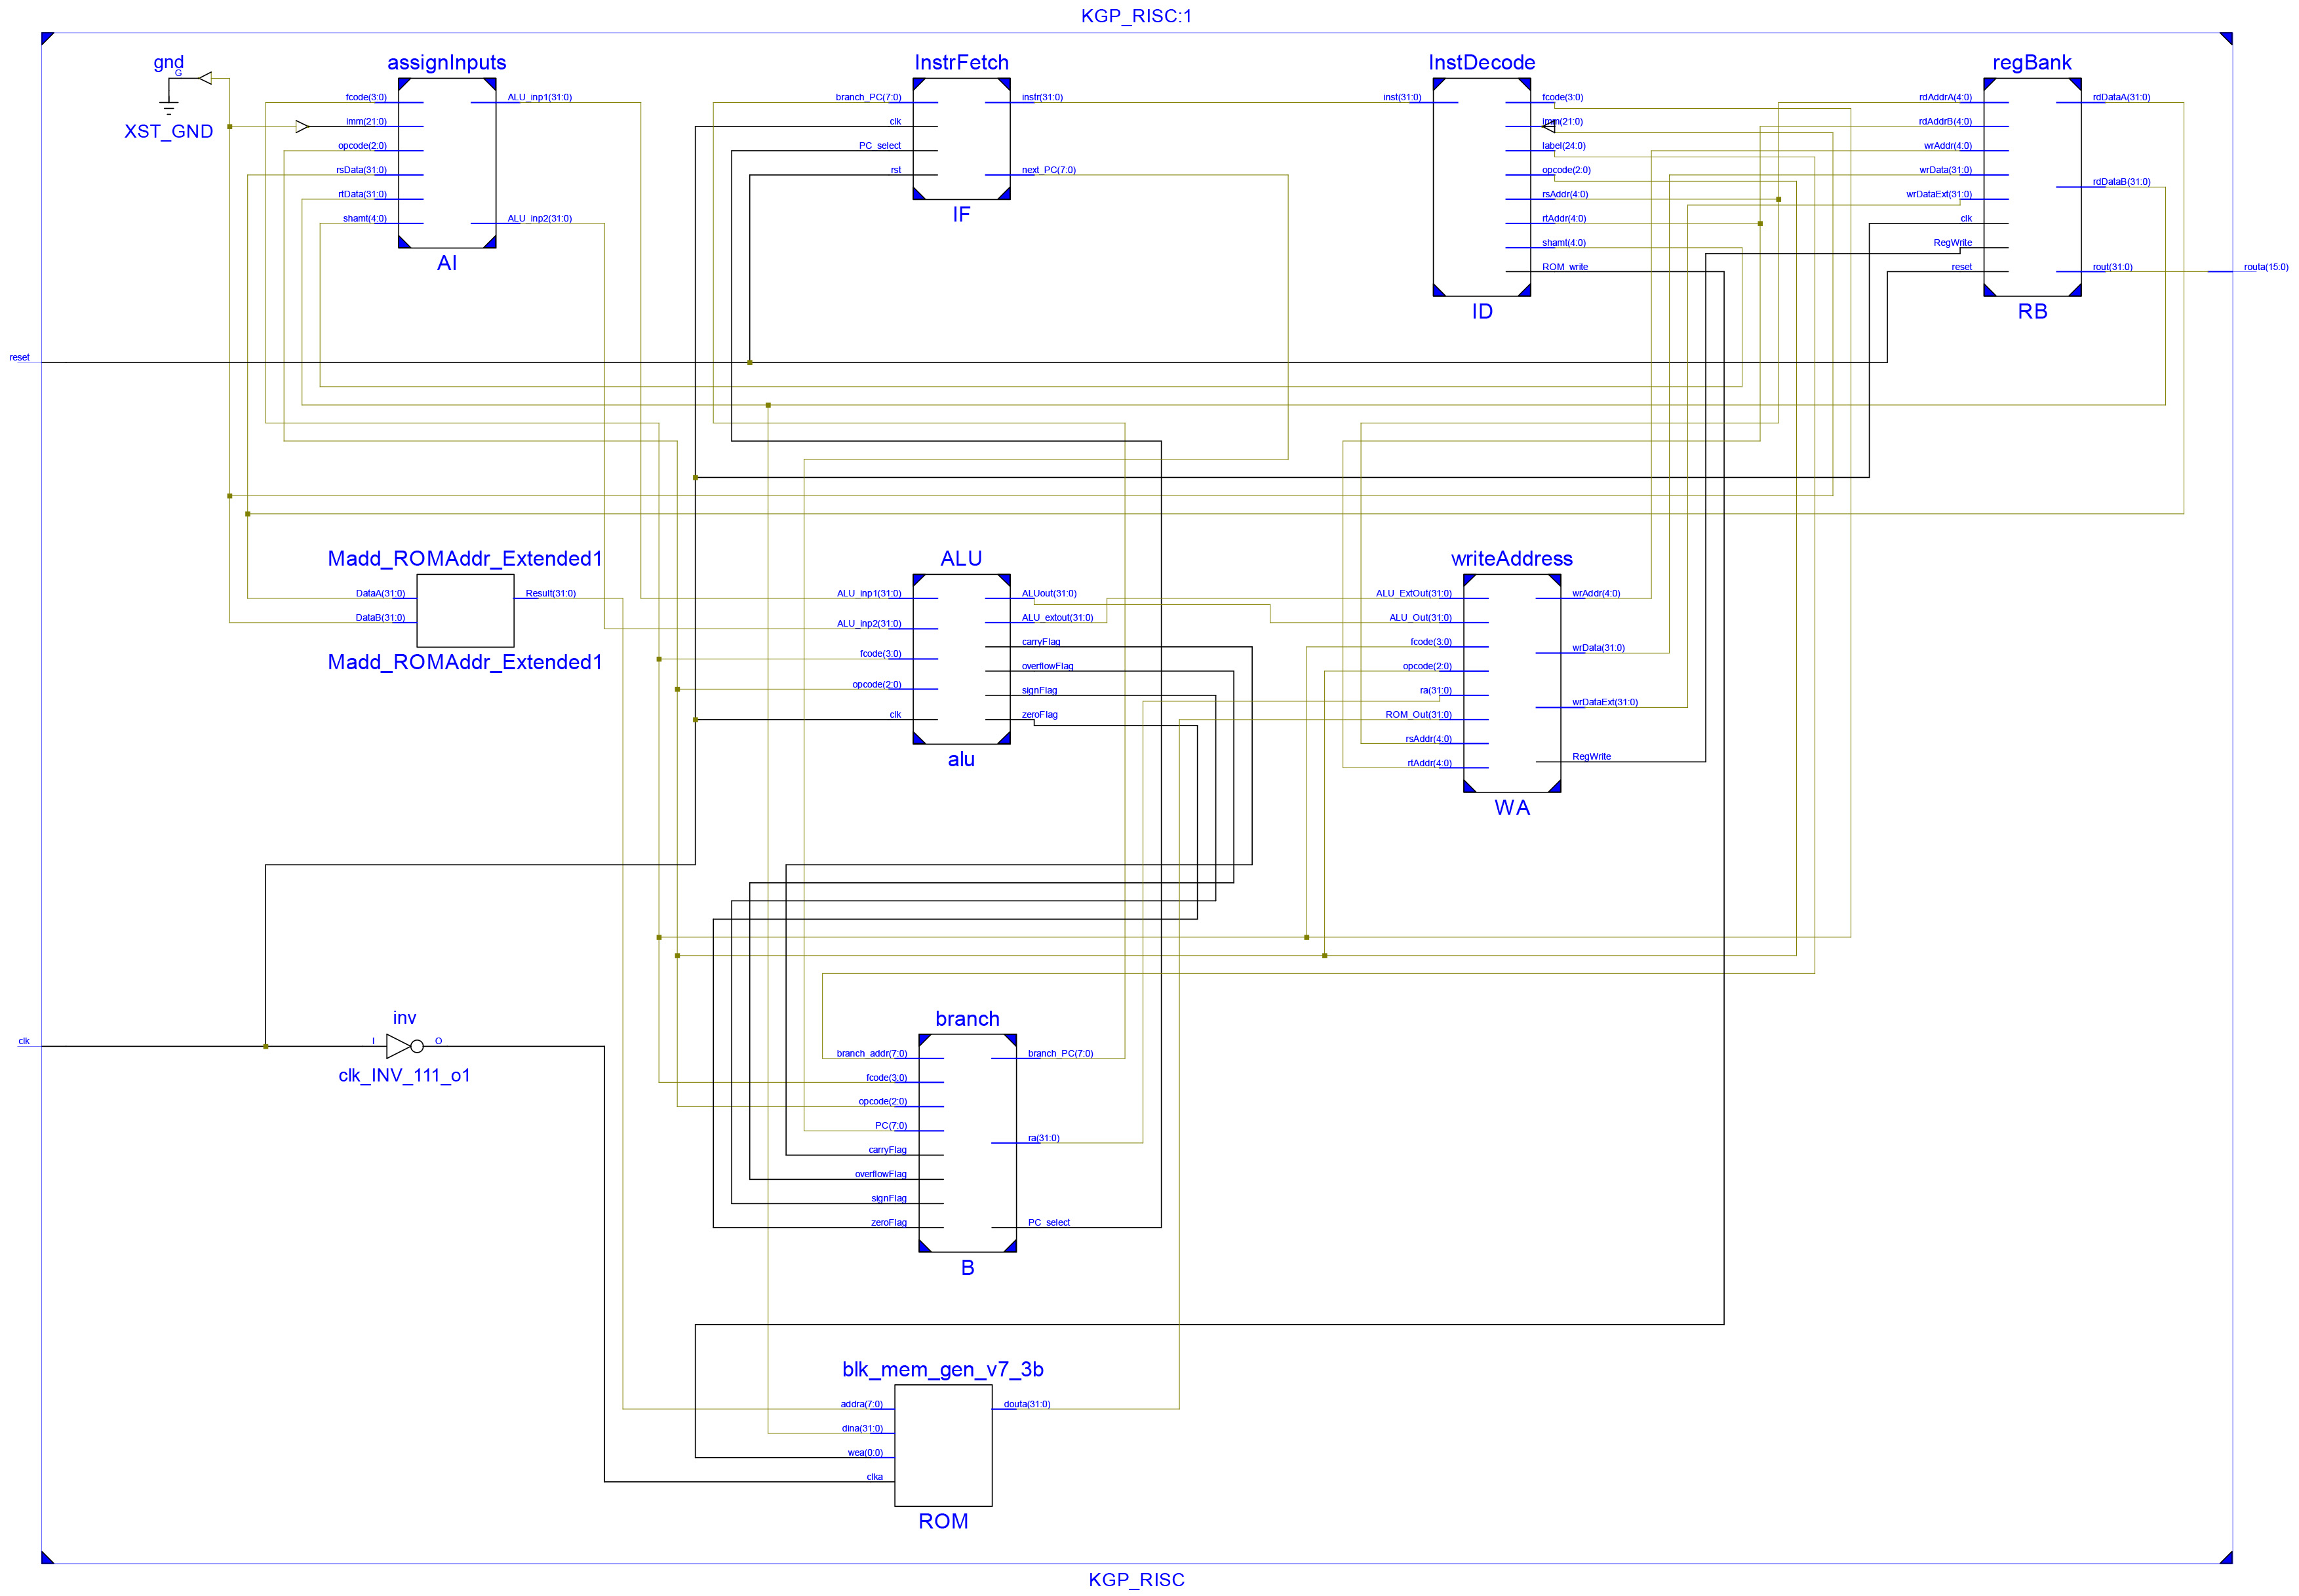 KGP_RISC:1
gnd
G
XST_GND
assignInputs
fcode(3:0)
imm(21:0)
opcode(2:0)
rsData(31:0)
rtData(31:0)
shamt(4:0)
ALU_inp1(31:0)
ALU_inp2(31:0)
AI
InstrFetch
branch_PC(7:0)
clk
PC_select
rst
instr(31:0)
next_PC(7:0)
IF
InstDecode
inst(31:0)
fcode(3:0)
imm(21:0)
label(24:0)
opcode(2:0)
rsAddr(4:0)
rtAddr(4:0)
shamt(4:0)
ROM_write
ID
regBank
rdAddrA(4:0)
rdAddrB(4:0)
wrAddr(4:0)
wrData(31:0)
wrDataExt(31:0)
clk
RegWrite
reset
rdDataA(31:0)
rdDataB(31:0)
rout(31:0)
RB
routa(15:0)
reset
Madd_ROMAddr_Extended1
DataA(31:0)
DataB(31:0)
Result(31:0)
Madd_ROMAddr_Extended1
ALU
ALU_inp1(31:0)
ALU_inp2(31:0)
fcode(3:0)
opcode(2:0)
clk
ALUout(31:0)
ALU_extout(31:0)
carryFlag
overflowFlag
signFlag
zeroFlag
alu
writeAddress
ALU_ExtOut(31:0)
ALU_Out(31:0)
fcode(3:0)
opcode(2:0)
ra(31:0)
ROM_Out(31:0)
rsAddr(4:0)
rtAddr(4:0)
wrAddr(4:0)
wrData(31:0)
wrDataExt(31:0)
RegWrite
WA
clk
inv
I
O
clk_INV_111_o1
branch
branch_addr(7:0)
fcode(3:0)
opcode(2:0)
PC(7:0)
carryFlag
overflowFlag
signFlag
zeroFlag
branch_PC(7:0)
ra(31:0)
PC_select
B
blk_mem_gen_v7_3b
addra(7:0)
dina(31:0)
wea(0:0)
clka
douta(31:0)
ROM
KGP_RISC